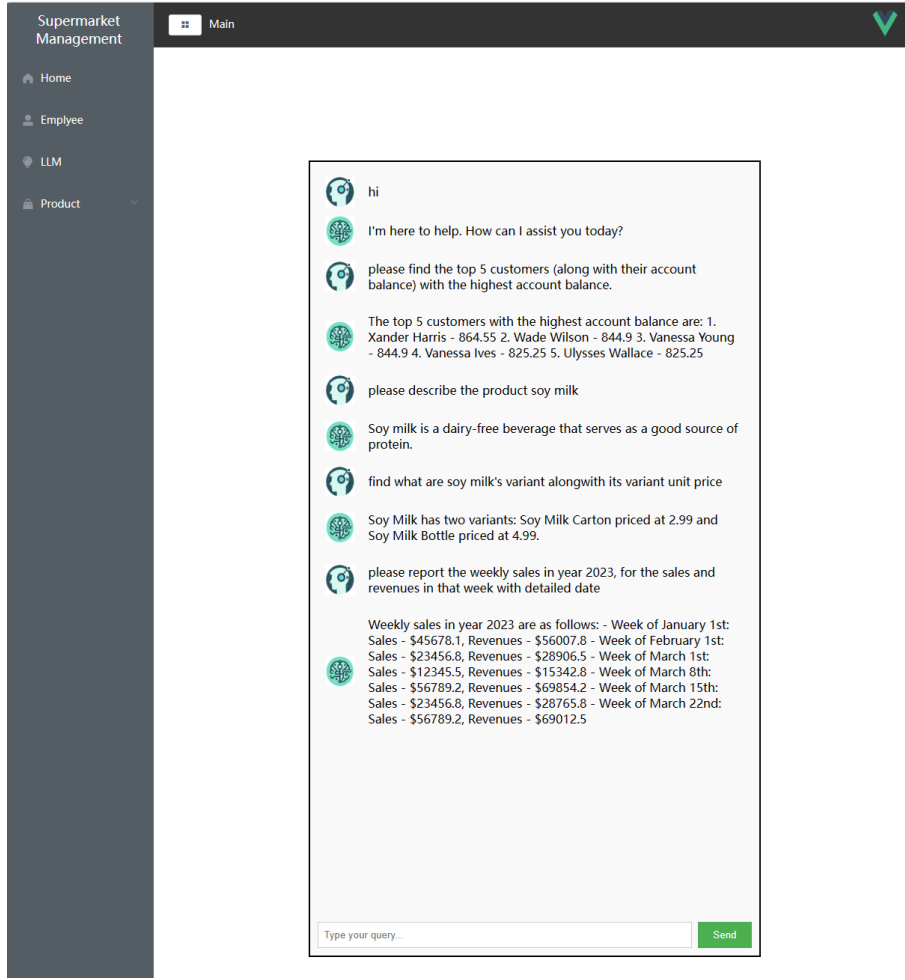 Supermarket
Management
Main
Home
Emplyee
LLM
Product
hi
I'm here to help. How can I assist you today?
please find the top 5 customers (along with their account
balance) with the highest account balance.
The top 5 customers with the highest account balance are: 1.
Xander Harris - 864.55 2. Wade Wilson - 844.9 3. Vanessa Young
- 844.9 4. Vanessa Ives - 825.25 5. Ulysses Wallace - 825.25
please describe the product soy milk
Soy milk is a dairy-free beverage that serves as a good source of
protein.
find what are soy milk's variant alongwith its variant unit price
Soy Milk has two variants: Soy Milk Carton priced at 2.99 and
Soy Milk Bottle priced at 4.99.
please report the weekly sales in year 2023, for the sales and
revenues in that week with detailed date
Weekly sales in year 2023 are as follows: - Week of January 1st:
Sales - $45678.1, Revenues - $56007.8 - Week of February 1st:
Sales - $23456.8, Revenues - $28906.5 - Week of March 1st:
Sales - $12345.5, Revenues - $15342.8 - Week of March 8th:
Sales - $56789.2, Revenues - $69854.2 - Week of March 15th:
Sales - $23456.8, Revenues - $28765.8 - Week of March 22nd:
Sales - $56789.2, Revenues - $69012.5
Type your query...
Send